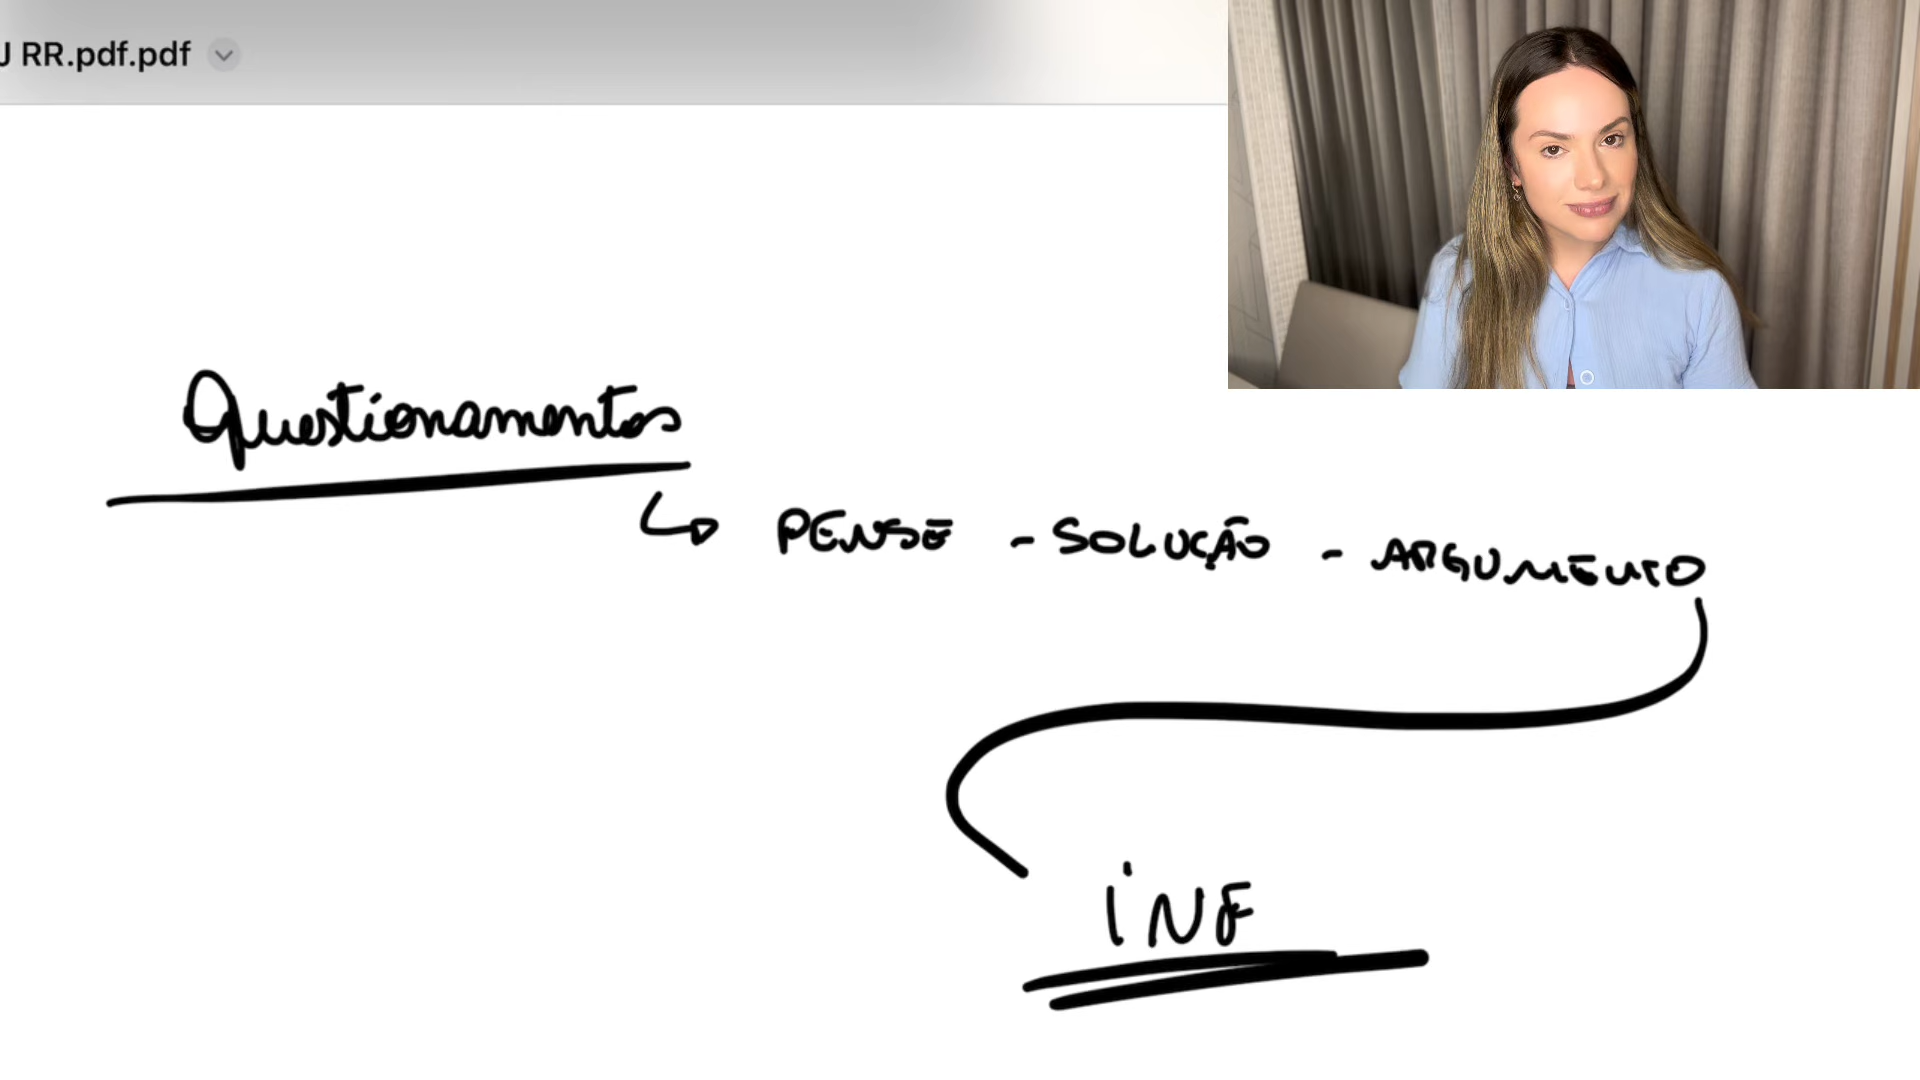 J RR.pdf.pdf
Questionamentos
↳ PENSE - SOLUÇÃO - ARGUMENTO
INF